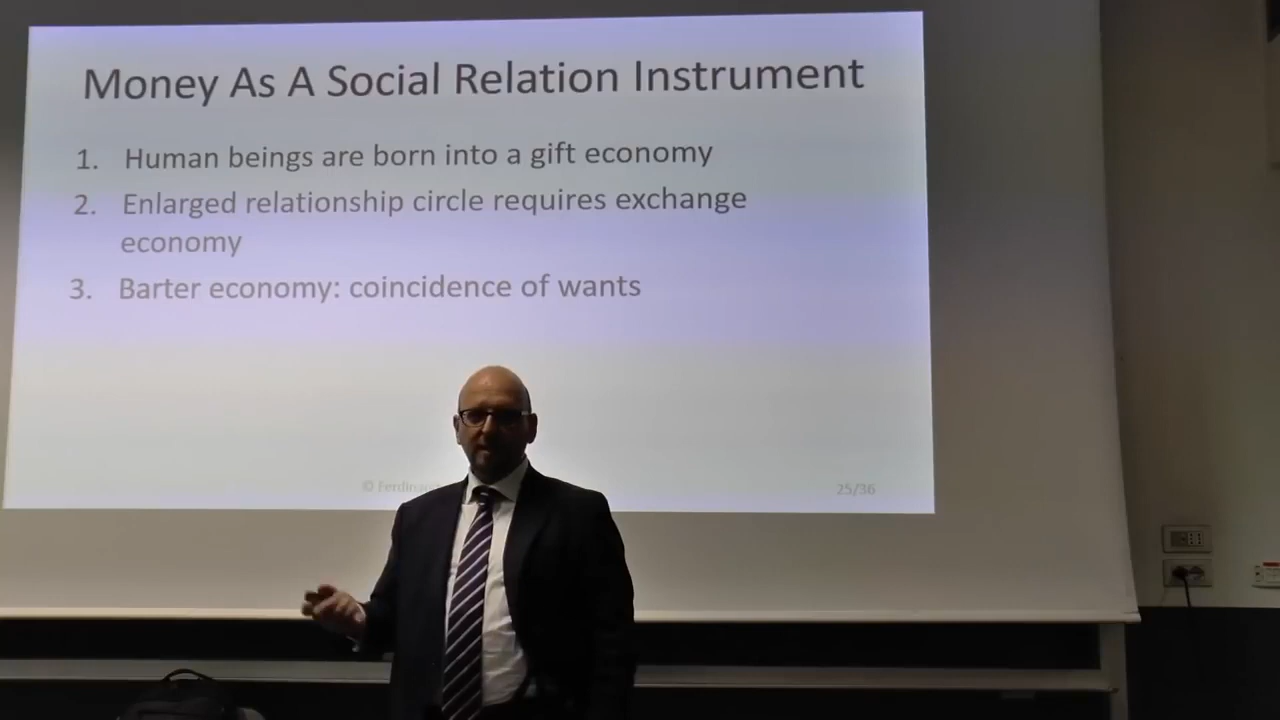 Money As A Social Relation Instrument
1. Human beings are born into a gift economy
2. Enlarged relationship circle requires exchange
economy
3. Barter economy: coincidence of wants
©
25/36